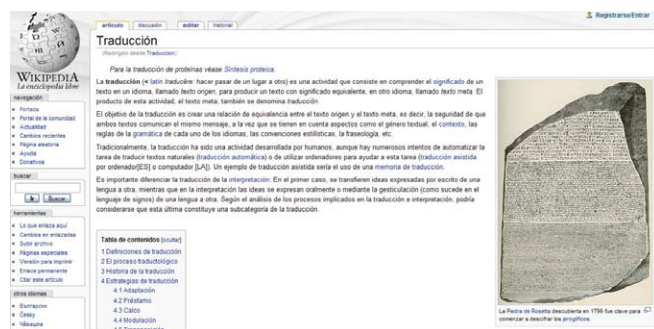 Registrarse/Entrar
artículo discusión editar historial
Traducción
(Redirigido desde Traducción)
Para la traducción de proteínas véase Síntesis proteica.
La traducción (< latín traducĕre: hacer pasar de un lugar a otro) es una actividad que consiste en comprender el significado de un
texto en un idioma, llamado texto origen, para producir un texto con significado equivalente, en otro idioma, llamado texto meta. El
producto de esta actividad, el texto meta, también se denomina traducción.
El objetivo de la traducción es crear una relación de equivalencia entre el texto origen y el texto meta, es decir, la seguridad de que
ambos textos comunican el mismo mensaje, a la vez que se tienen en cuenta aspectos como el género textual, el contexto, las
reglas de la gramática de cada uno de los idiomas, las convenciones estilísticas, la fraseología, etc.
Tradicionalmente, la traducción ha sido una actividad desarrollada por humanos, aunque hay numerosos intentos de automatizar la
tarea de traducir textos naturales (traducción automática) o de utilizar ordenadores para ayudar a esta tarea (traducción asistida
por ordenador[ES] o computador [LA]). Un ejemplo de traducción asistida sería el uso de una memoria de traducción.
Es importante diferenciar la traducción de la interpretación: En el primer caso, se transfieren ideas expresadas por escrito de una
lengua a otra, mientras que en la interpretación las ideas se expresan oralmente o mediante la gesticulación (como sucede en el
lenguaje de signos) de una lengua a otra. Según el análisis de los procesos implicados en la traducción e interpretación, podría
considerarse que esta última constituye una subcategoría de la traducción.
Tabla de contenidos [ocultar]
1 Definiciones de traducción
2 El proceso traductológico
3 Historia de la traducción
4 Estrategias de traducción
4.1 Adaptación
4.2 Préstamo
4.3 Calco
4.4 Modulación
La Piedra de Rosetta descubierta en 1799 fue clave para
comenzar a descifrar los jeroglíficos.
WIKIPEDIA
La enciclopedia libre
navegación
Portada
Portal de la comunidad
Actualidad
Cambios recientes
Página aleatoria
Ayuda
Donativos
buscar
Ir Buscar
herramientas
Lo que enlaza aquí
Cambios en enlazadas
Subir archivo
Páginas especiales
Versión para imprimir
Enlace permanente
Citar este artículo
otros idiomas
Български
Česky